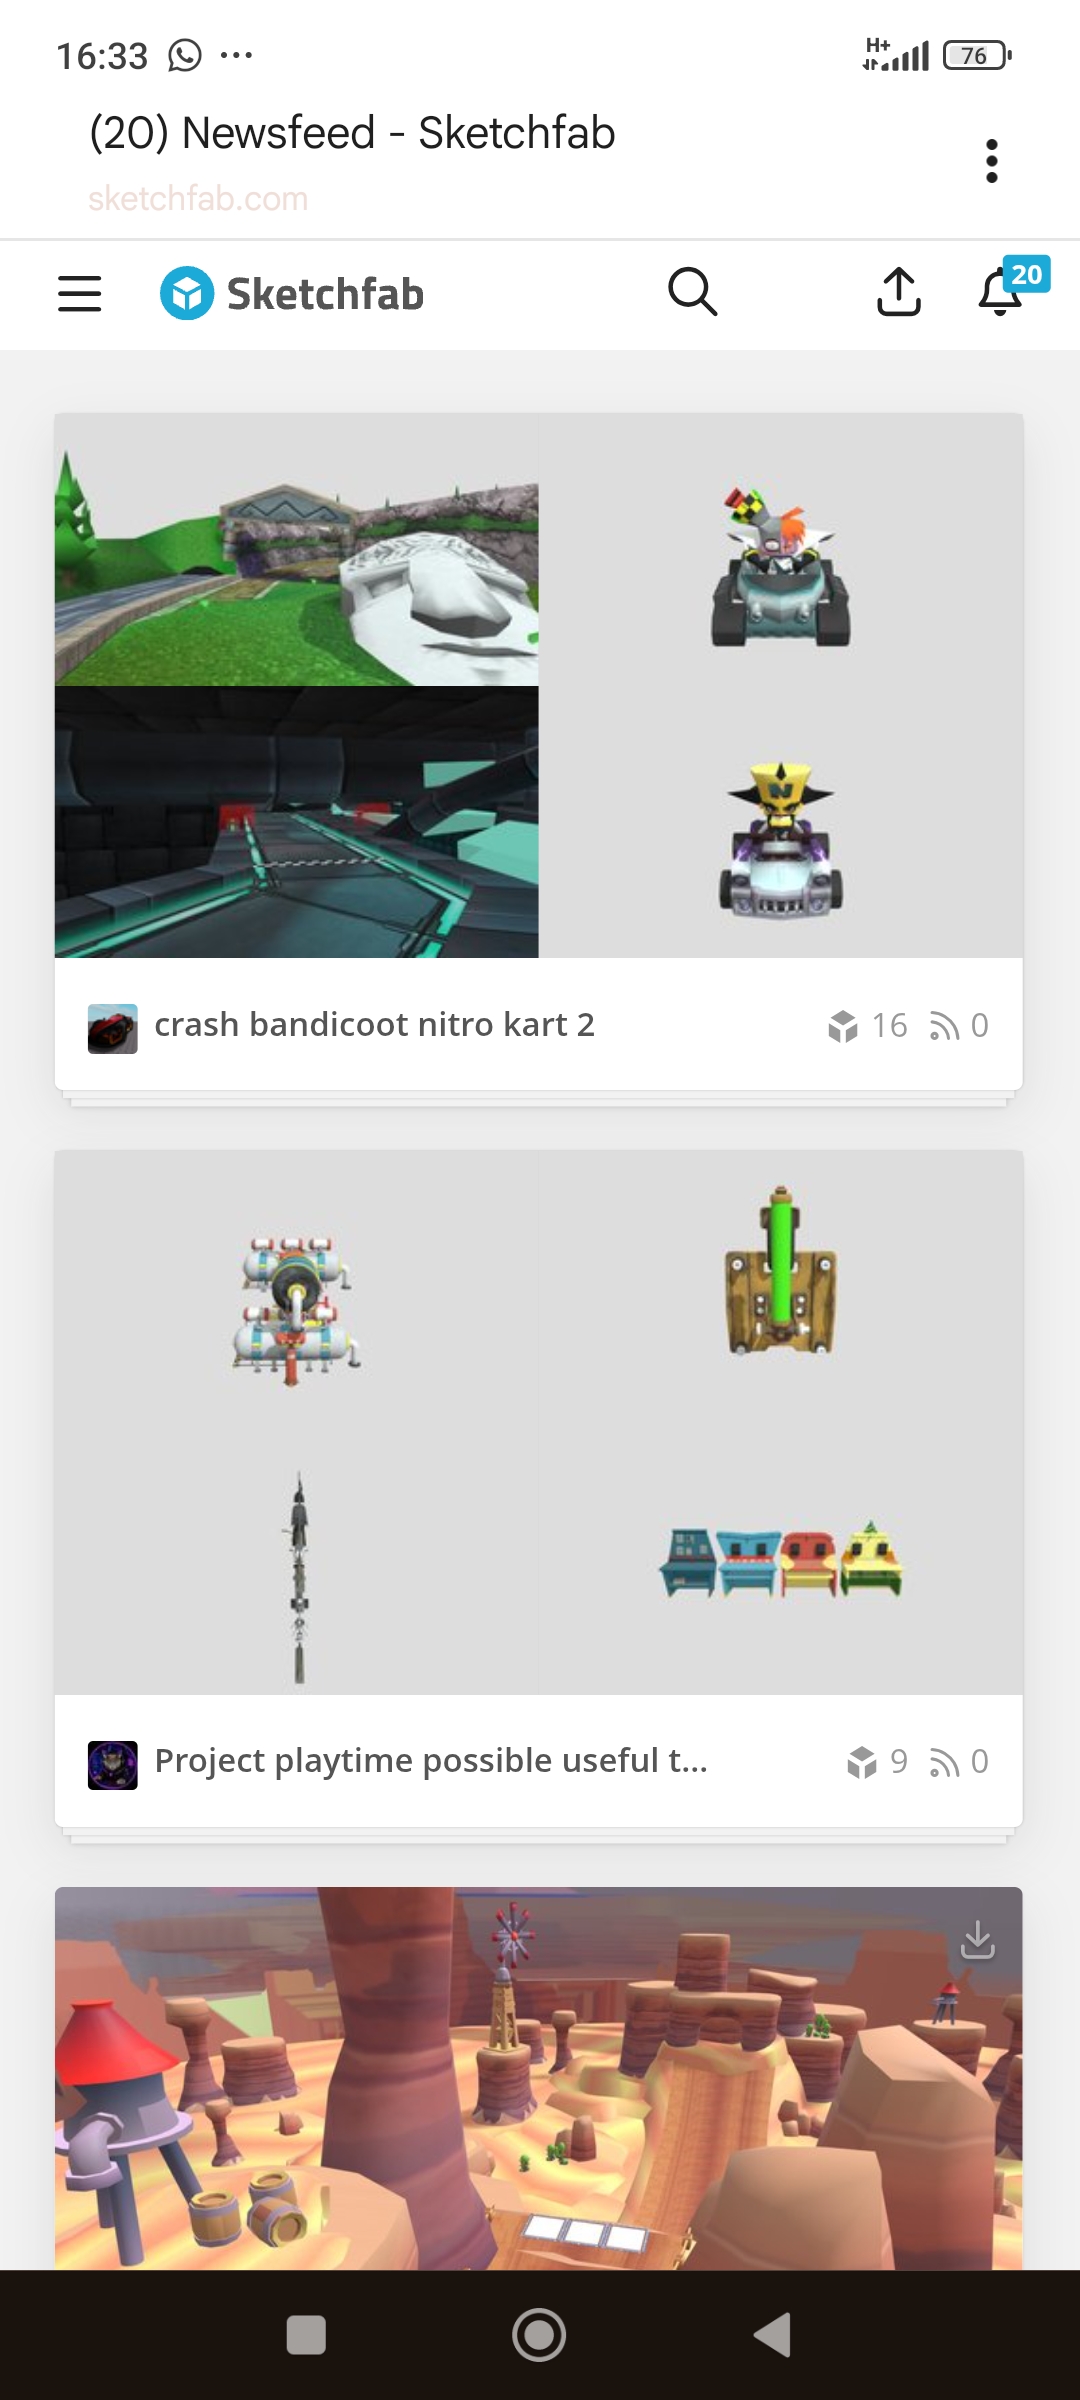 16:33
H+
76
(20) Newsfeed - Sketchfab
sketchfab.com
Sketchfab
20
N
crash bandicoot nitro kart 2
16
0
Project playtime possible useful t...
9
0